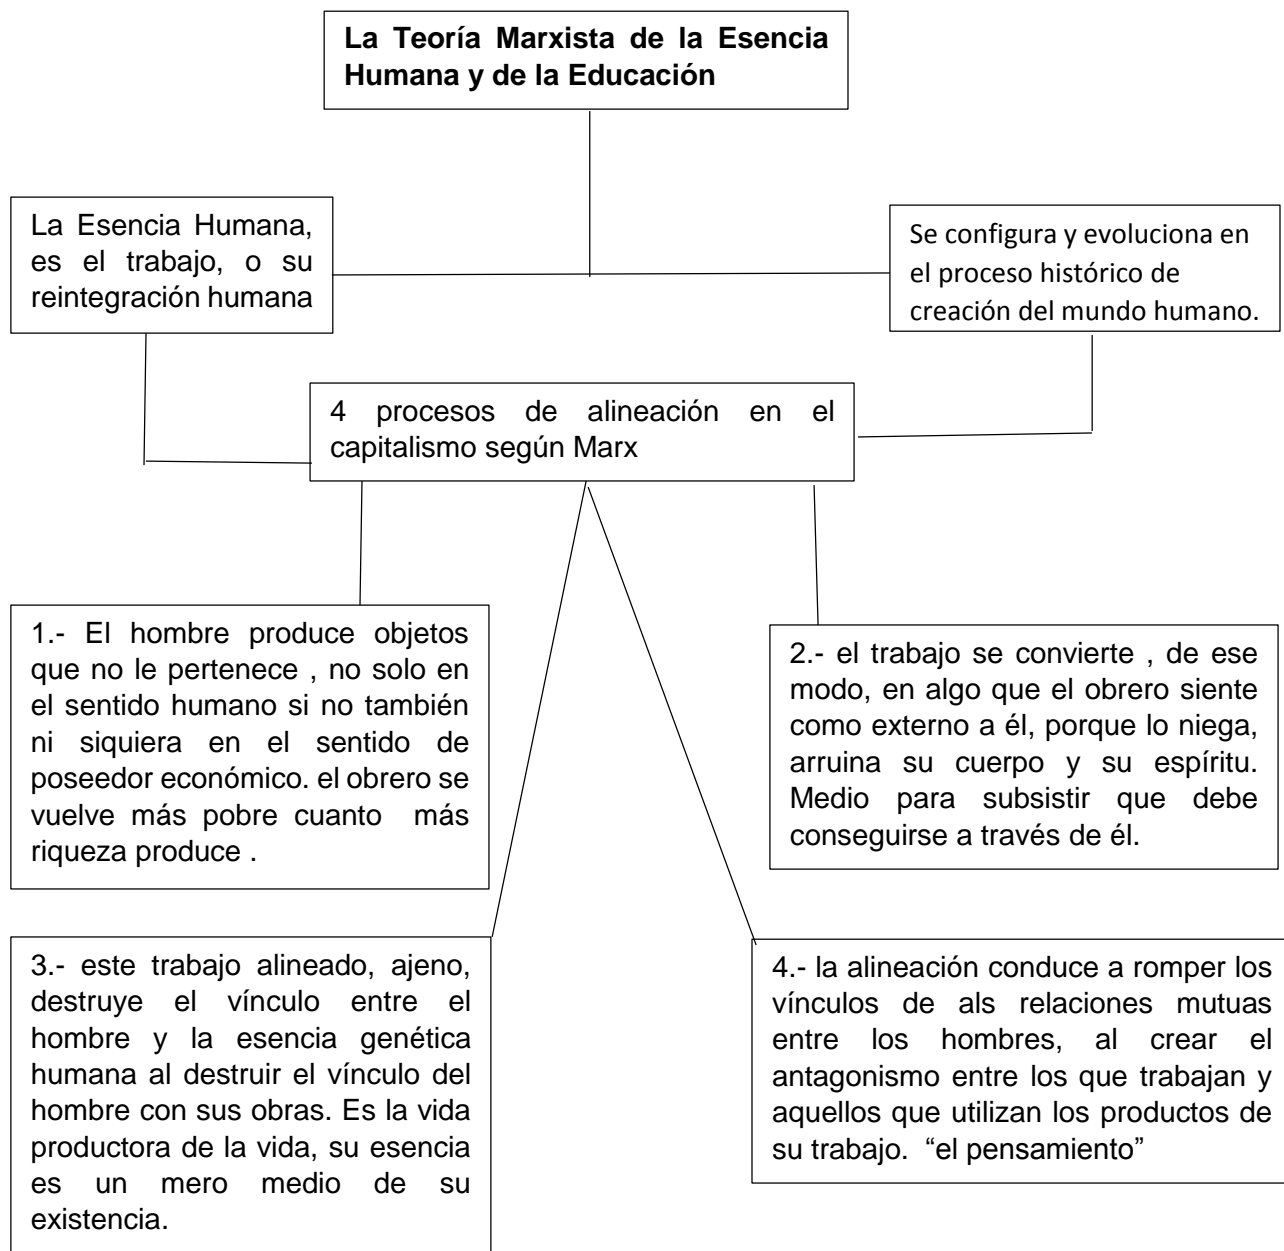 La Teoría Marxista de la Esencia
Humana y de la Educación
La Esencia Humana,
es el trabajo, o su
reintegración humana
Se configura y evoluciona en
el proceso histórico de
creación del mundo humano.
4 procesos de alineación en el
capitalismo según Marx
1.- El hombre produce objetos
que no le pertenece , no solo en
el sentido humano si no también
ni siquiera en el sentido de
poseedor económico. el obrero se
vuelve más pobre cuanto más
riqueza produce .
2.- el trabajo se convierte , de ese
modo, en algo que el obrero siente
como externo a él, porque lo niega,
arruina su cuerpo y su espíritu.
Medio para subsistir que debe
conseguirse a través de él.
3.- este trabajo alineado, ajeno,
destruye el vínculo entre el
hombre y la esencia genética
humana al destruir el vínculo del
hombre con sus obras. Es la vida
productora de la vida, su esencia
es un mero medio de su
existencia.
4.- la alineación conduce a romper los
vínculos de als relaciones mutuas
entre los hombres, al crear el
antagonismo entre los que trabajan y
aquellos que utilizan los productos de
su trabajo. “el pensamiento”